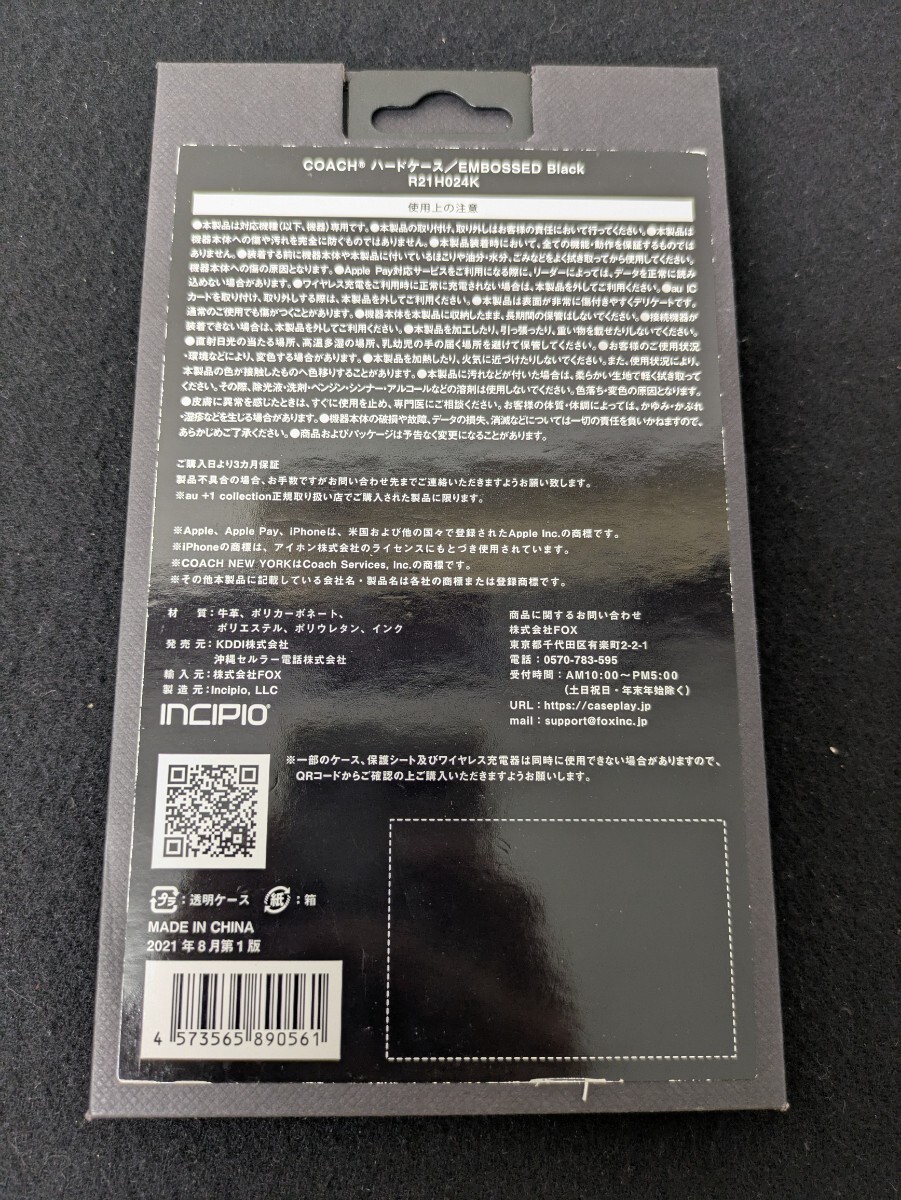 COACH® ハードケース／EMBOSSED Black
R21H024K
使用上の注意
●本製品は対応機種(以下、機器)専用です。●本製品の取り付け、取り外しはお客様の責任において行ってください。●本製品は
機器本体への傷や汚れを完全に防ぐものではありません。●本製品装着時において、全ての機能・動作を保証するものでは
ありません。●装着する前に機器本体や本製品に付いているほこりや油分・水分、ごみなどをよく拭き取ってから使用してください。
機器本体への傷の原因となります。●Apple Pay対応サービスをご利用になる際に、リーダーによっては、データを正常に読み
込めない場合があります。●ワイヤレス充電をご利用時に正常に充電されない場合は、本製品を外してご利用ください。●au IC
カードを取り付け、取り外しする際は、本製品を外してご利用ください。●本製品は表面が非常に傷付きやすくデリケートです。
通常のご使用でも傷がつくことがあります。●機器本体を本製品に収納したまま、長期間の保管はしないでください。●接続機器が
装着できない場合は、本製品を外してご利用ください。●本製品を加工したり、引っ張ったり、重い物を載せたりしないでください。
●直射日光の当たる場所、高温多湿の場所、乳幼児の手の届く場所を避けて保管してください。●お客様のご使用状況
・環境などにより、変色する場合があります。●本製品を加熱したり、火気に近づけたりしないでください。また、使用状況により、
本製品の色が接触したものへ色移りすることがあります。●本製品に汚れなどが付いた場合は、柔らかい生地で軽く拭き取って
ください。その際、除光液・洗剤・ベンジン・シンナー・アルコールなどの溶剤は使用しないでください。色落ち・変色の原因となります。
●皮膚に異常を感じたときは、すぐに使用を止め、専門医にご相談ください。お客様の体質・体調によっては、かゆみ・かぶれ
・湿疹などを生じる場合があります。●機器本体の破損や故障、データの損失、消滅などについては一切の責任を負いかねますので、
あらかじめご了承ください。●商品およびパッケージは予告なく変更になることがあります。
ご購入日より3カ月保証
製品不具合の場合、お手数ですがお問い合わせ先までご連絡いただきますようお願い致します。
※au +1 collection正規取り扱い店でご購入された製品に限ります。
※Apple、Apple Pay、iPhoneは、米国および他の国々で登録されたApple Inc.の商標です。
※iPhoneの商標は、アイホン株式会社のライセンスにもとづき使用されています。
※COACH NEW YORKはCoach Services, Inc.の商標です。
※その他本製品に記載している会社名・製品名は各社の商標または登録商標です。
材 質：牛革、ポリカーボネート、
ポリエステル、ポリウレタン、インク
発 売 元：KDDI株式会社
沖縄セルラー電話株式会社
輸 入 元：株式会社FOX
製 造 元：Incipio, LLC
INCIPIO®
商品に関するお問い合わせ
株式会社FOX
東京都千代田区有楽町2-2-1
電話：0570-783-595
受付時間：AM10:00～PM5:00
（土日祝日・年末年始除く）
URL：https://caseplay.jp
mail：support@foxinc.jp
※一部のケース、保護シート及びワイヤレス充電器は同時に使用できない場合がありますので、
QRコードからご確認の上ご購入いただきますようお願いします。
プラ：透明ケース 紙：箱
MADE IN CHINA
2021年8月第1版
4 573565 890561